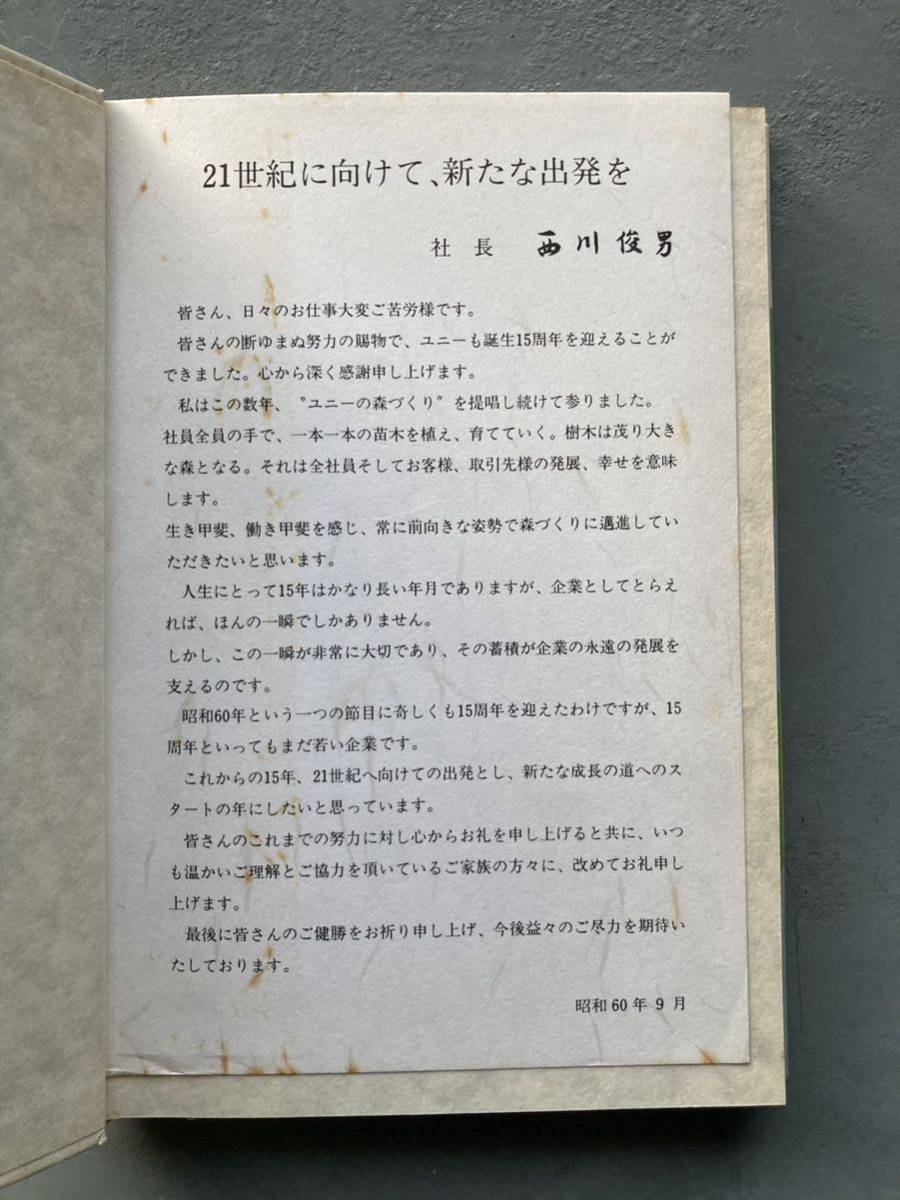 21世紀に向けて、新たな出発を
社長 西川俊男
皆さん、日々のお仕事大変ご苦労様です。
皆さんの断ゆまぬ努力の賜物で、ユニーも誕生15周年を迎えることが
できました。心から深く感謝申し上げます。
私はこの数年、〝ユニーの森づくり〟を提唱し続けて参りました。
社員全員の手で、一本一本の苗木を植え、育てていく。樹木は茂り大き
な森となる。それは全社員そしてお客様、取引先様の発展、幸せを意味
します。
生き甲斐、働き甲斐を感じ、常に前向きな姿勢で森づくりに邁進してい
ただきたいと思います。
人生にとって15年はかなり長い年月でありますが、企業としてとらえ
れば、ほんの一瞬でしかありません。
しかし、この一瞬が非常に大切であり、その蓄積が企業の永遠の発展を
支えるのです。
昭和60年という一つの節目に奇しくも15周年を迎えたわけですが、15
周年といってもまだ若い企業です。
これからの15年、21世紀へ向けての出発とし、新たな成長の道へのス
タートの年にしたいと思っています。
皆さんのこれまでの努力に対し心からお礼を申し上げると共に、いつ
も温かいご理解とご協力を頂いているご家族の方々に、改めてお礼申し
上げます。
最後に皆さんのご健勝をお祈り申し上げ、今後益々のご尽力を期待い
たしております。
昭和60年9月